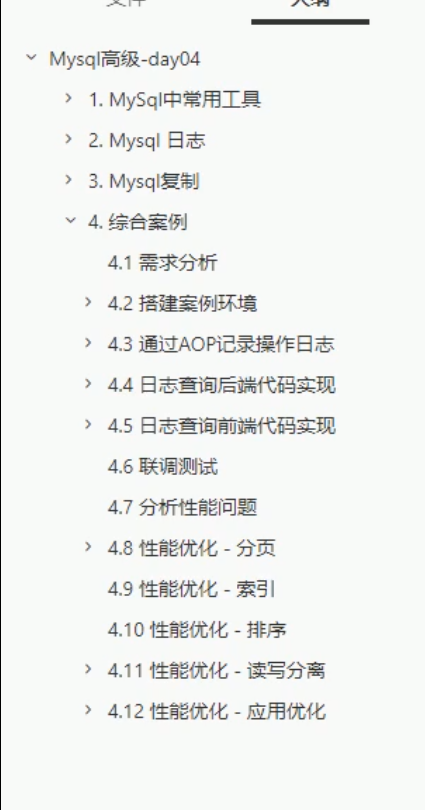 文件 大纲
Mysql高级-day04
1. MySql中常用工具
2. Mysql 日志
3. Mysql复制
4. 综合案例
4.1 需求分析
4.2 搭建案例环境
4.3 通过AOP记录操作日志
4.4 日志查询后端代码实现
4.5 日志查询前端代码实现
4.6 联调测试
4.7 分析性能问题
4.8 性能优化 - 分页
4.9 性能优化 - 索引
4.10 性能优化 - 排序
4.11 性能优化 - 读写分离
4.12 性能优化 - 应用优化